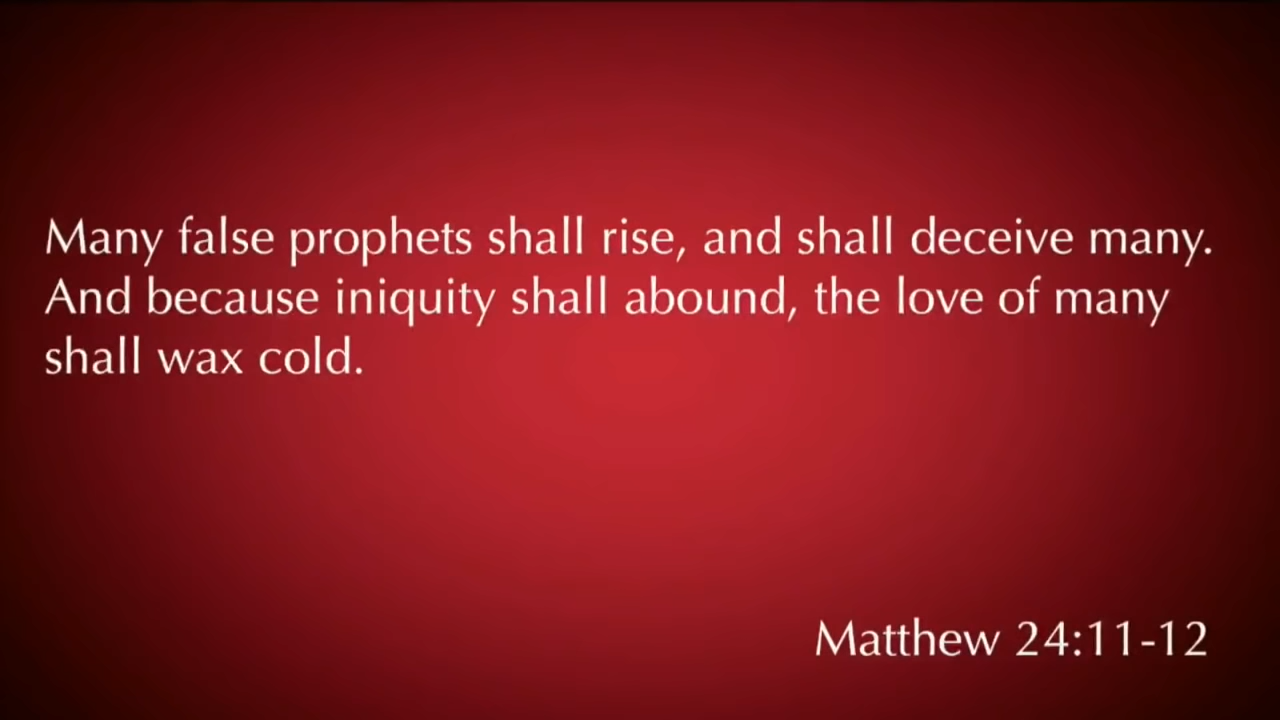 Many false prophets shall rise, and shall deceive many.
And because iniquity shall abound, the love of many
shall wax cold.
Matthew 24:11-12